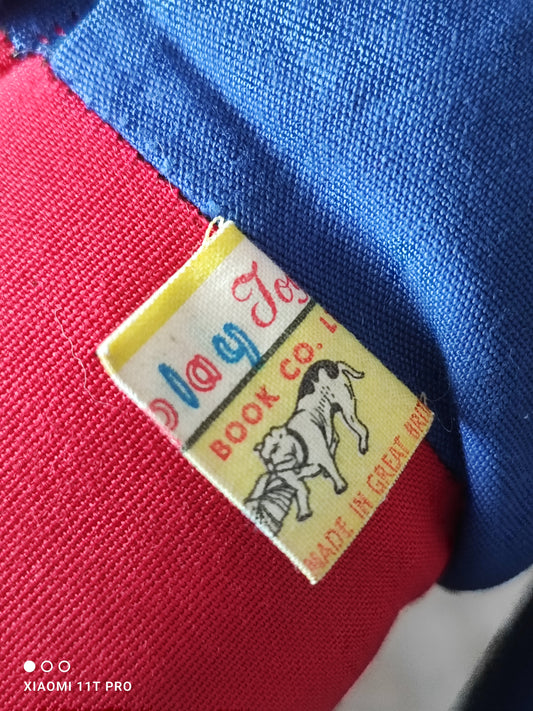 play Toy
BOOK CO. L
MADE IN GREAT BRIT
XIAOMI 11T PRO